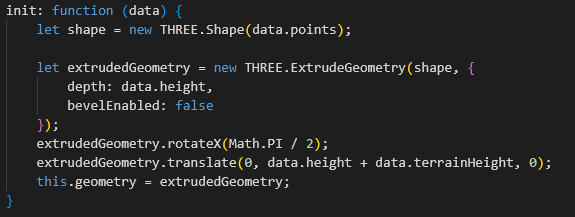 init: function (data) {
let shape = new THREE.Shape(data.points);
let extrudedGeometry = new THREE.ExtrudeGeometry(shape, {
depth: data.height,
bevelEnabled: false
});
extrudedGeometry.rotateX(Math.PI / 2);
extrudedGeometry.translate(0, data.height + data.terrainHeight, 0);
this.geometry = extrudedGeometry;
}